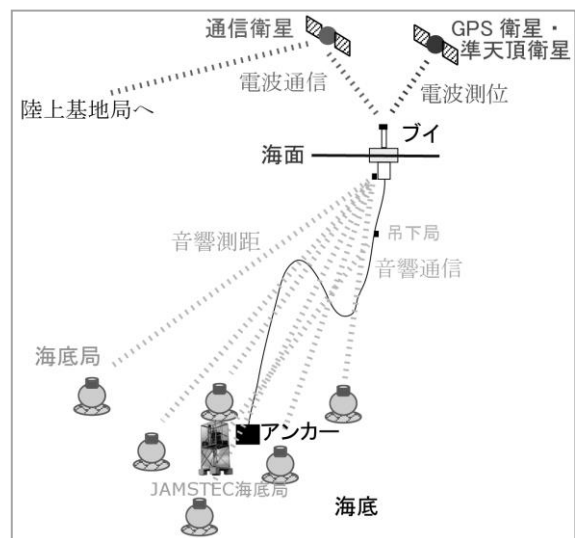 通信衛星
GPS 衛星・
準天頂衛星
電波通信
電波測位
陸上基地局へ
ブイ
海面
吊下局
音響測距
音響通信
海底局
アンカー
JAMSTEC海底局
海底